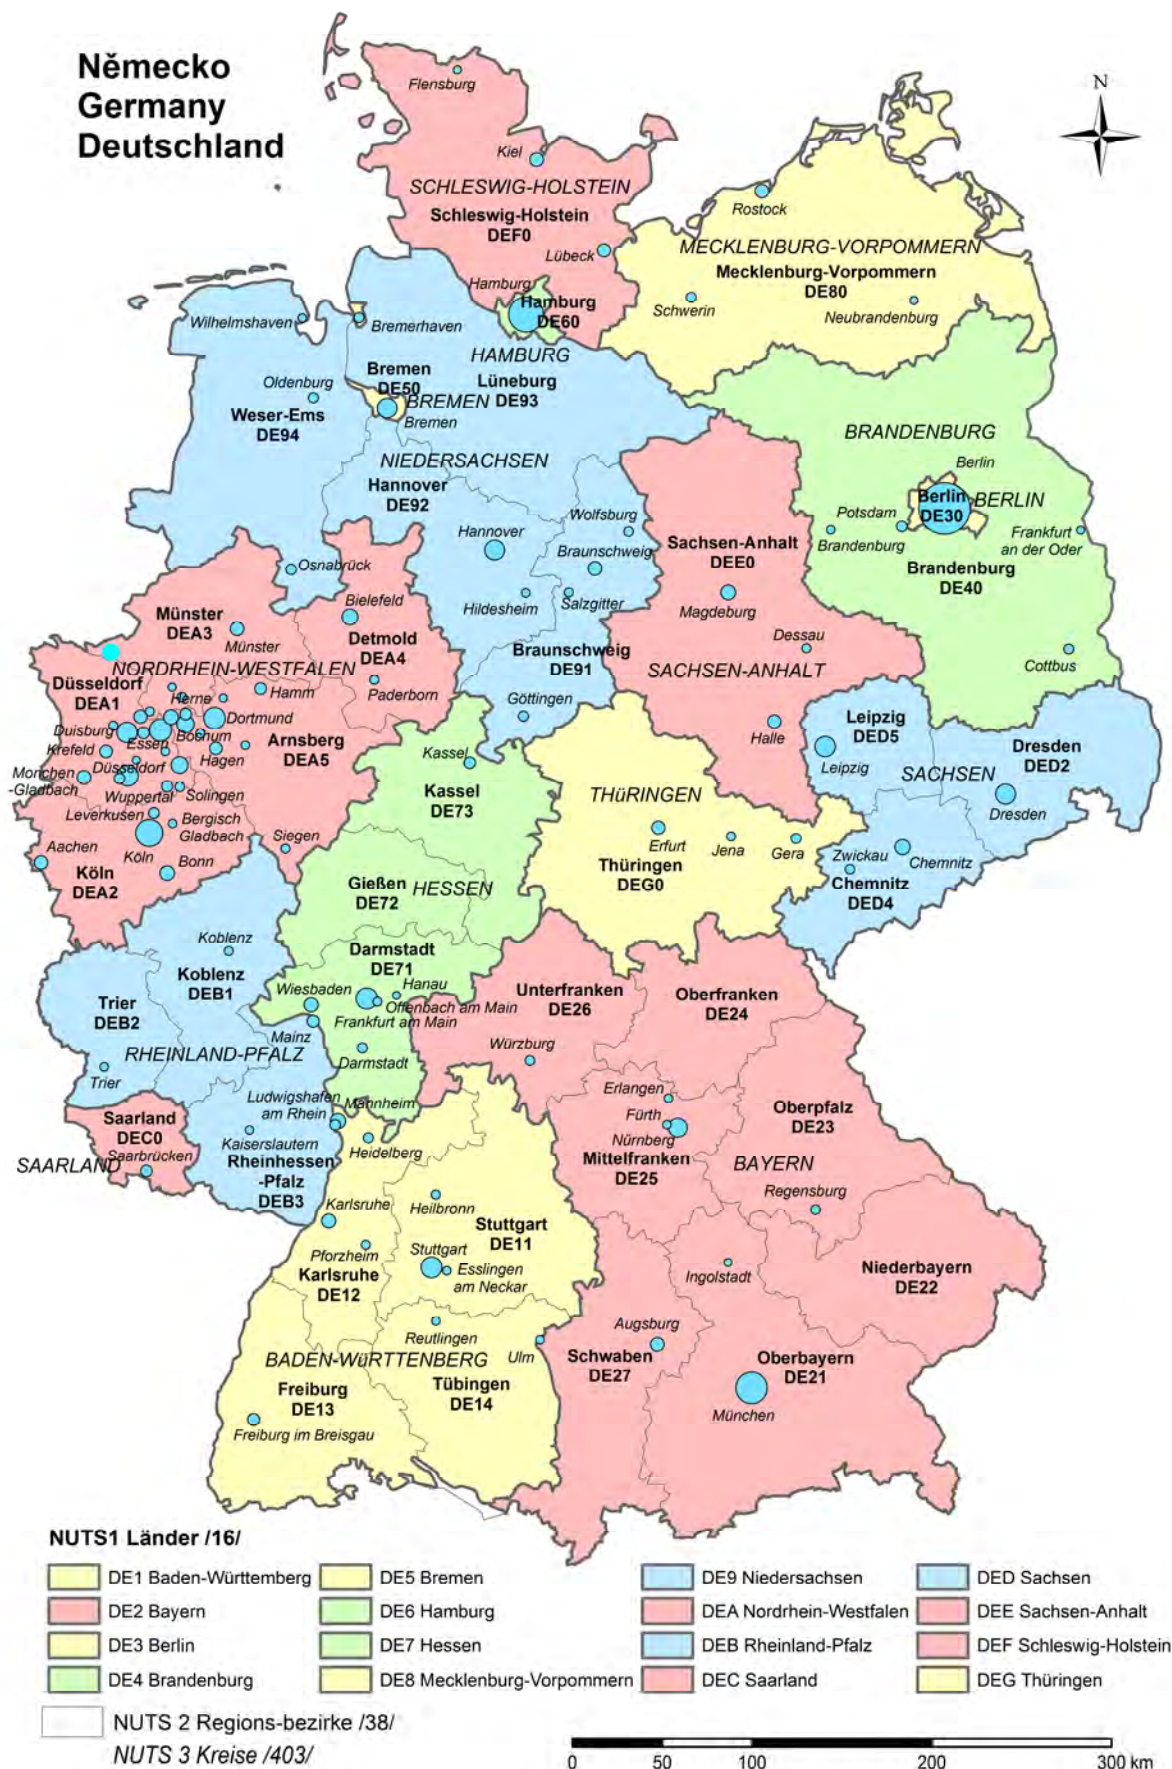 Německo
Germany
Deutschland
N
Flensburg
Kiel
SCHLESWIG-HOLSTEIN
Schleswig-Holstein
DEF0
Lübeck
Hamburg
Hamburg
DE60
HAMBURG
Rostock
MECKLENBURG-VORPOMMERN
Mecklenburg-Vorpommern
DE80
Schwerin
Neubrandenburg
Wilhelmshaven
Bremerhaven
Bremen
DE50
BREMEN
Bremen
Lüneburg
DE93
Oldenburg
Weser-Ems
DE94
NIEDERSACHSEN
Hannover
DE92
Hannover
Wolfsburg
Braunschweig
Osnabrück
Hildesheim
Salzgitter
Braunschweig
DE91
Göttingen
BRANDENBURG
Berlin
Berlin
DE30
BERLIN
Potsdam
Brandenburg
Frankfurt
an der Oder
Brandenburg
DE40
Cottbus
Sachsen-Anhalt
DEE0
Magdeburg
Dessau
SACHSEN-ANHALT
Halle
Münster
DEA3
Münster
Bielefeld
Detmold
DEA4
Paderborn
NORDRHEIN-WESTFALEN
Düsseldorf
DEA1
Herne
Hamm
Dortmund
Duisburg
Essen
Bochum
Arnsberg
DEA5
Krefeld
Hagen
Mönchen
-Gladbach
Düsseldorf
Wuppertal
Solingen
Leverkusen
Bergisch
Gladbach
Aachen
Köln
Köln
DEA2
Bonn
Siegen
Kassel
Kassel
DE73
Gießen
DE72
HESSEN
Darmstadt
DE71
Wiesbaden
Hanau
Offenbach am Main
Frankfurt am Main
Darmstadt
THüRINGEN
Erfurt
Jena
Gera
Thüringen
DEG0
Leipzig
DED5
Leipzig
SACHSEN
Dresden
DED2
Dresden
Zwickau
Chemnitz
Chemnitz
DED4
Koblenz
Koblenz
DEB1
Trier
DEB2
RHEINLAND-PFALZ
Mainz
Trier
Ludwigshafen
am Rhein
Mannheim
Saarland
DEC0
Saarbrücken
SAARLAND
Kaiserslautern
Rheinhessen
-Pfalz
DEB3
Heidelberg
Unterfranken
DE26
Würzburg
Oberfranken
DE24
Erlangen
Fürth
Nürnberg
Mittelfranken
DE25
Oberpfalz
DE23
BAYERN
Regensburg
Karlsruhe
Heilbronn
Stuttgart
DE11
Pforzheim
Stuttgart
Esslingen
am Neckar
Karlsruhe
DE12
Ingolstadt
Niederbayern
DE22
Reutlingen
Ulm
BADEN-WüRTTENBERG
Freiburg
DE13
Tübingen
DE14
Freiburg im Breisgau
Augsburg
Schwaben
DE27
Oberbayern
DE21
München
NUTS1 Länder /16/
DE1 Baden-Württemberg
DE2 Bayern
DE3 Berlin
DE4 Brandenburg
DE5 Bremen
DE6 Hamburg
DE7 Hessen
DE8 Mecklenburg-Vorpommern
DE9 Niedersachsen
DEA Nordrhein-Westfalen
DEB Rheinland-Pfalz
DEC Saarland
DED Sachsen
DEE Sachsen-Anhalt
DEF Schleswig-Holstein
DEG Thüringen
NUTS 2 Regions-bezirke /38/
NUTS 3 Kreise /403/
0 50 100 200 300 km